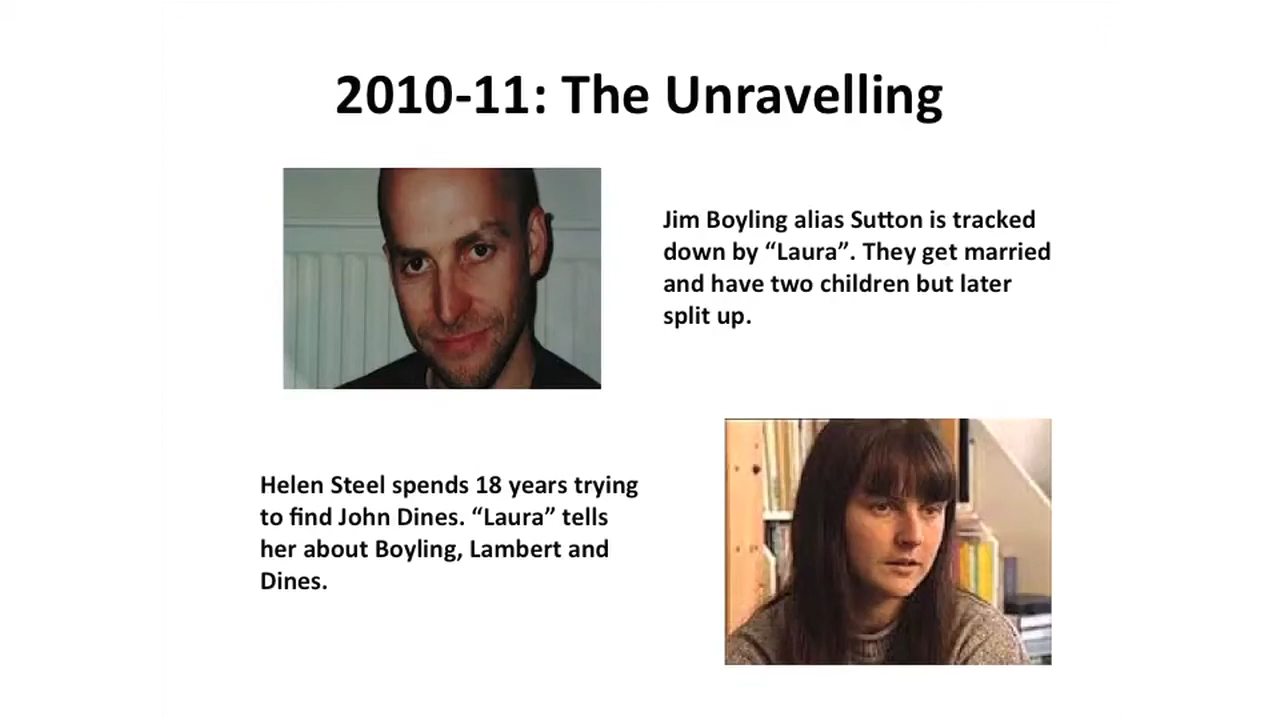 2010-11: The Unravelling
Jim Boyling alias Sutton is tracked
down by “Laura”. They get married
and have two children but later
split up.
Helen Steel spends 18 years trying
to find John Dines. “Laura” tells
her about Boyling, Lambert and
Dines.